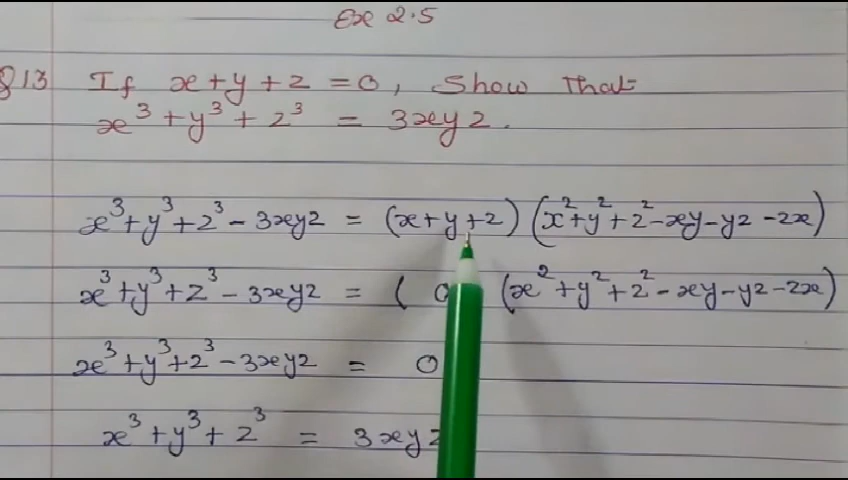 Ex 2.5
Q13 If x+y+z=0, Show That
x³+y³+z³ = 3xyz.
x³+y³+z³-3xyz = (x+y+z)(x²+y²+z²-xy-yz-zx)
x³+y³+z³-3xyz = ( 0 (x²+y²+z²-xy-yz-zx)
x³+y³+z³-3xyz = 0
x³+y³+z³ = 3xyz